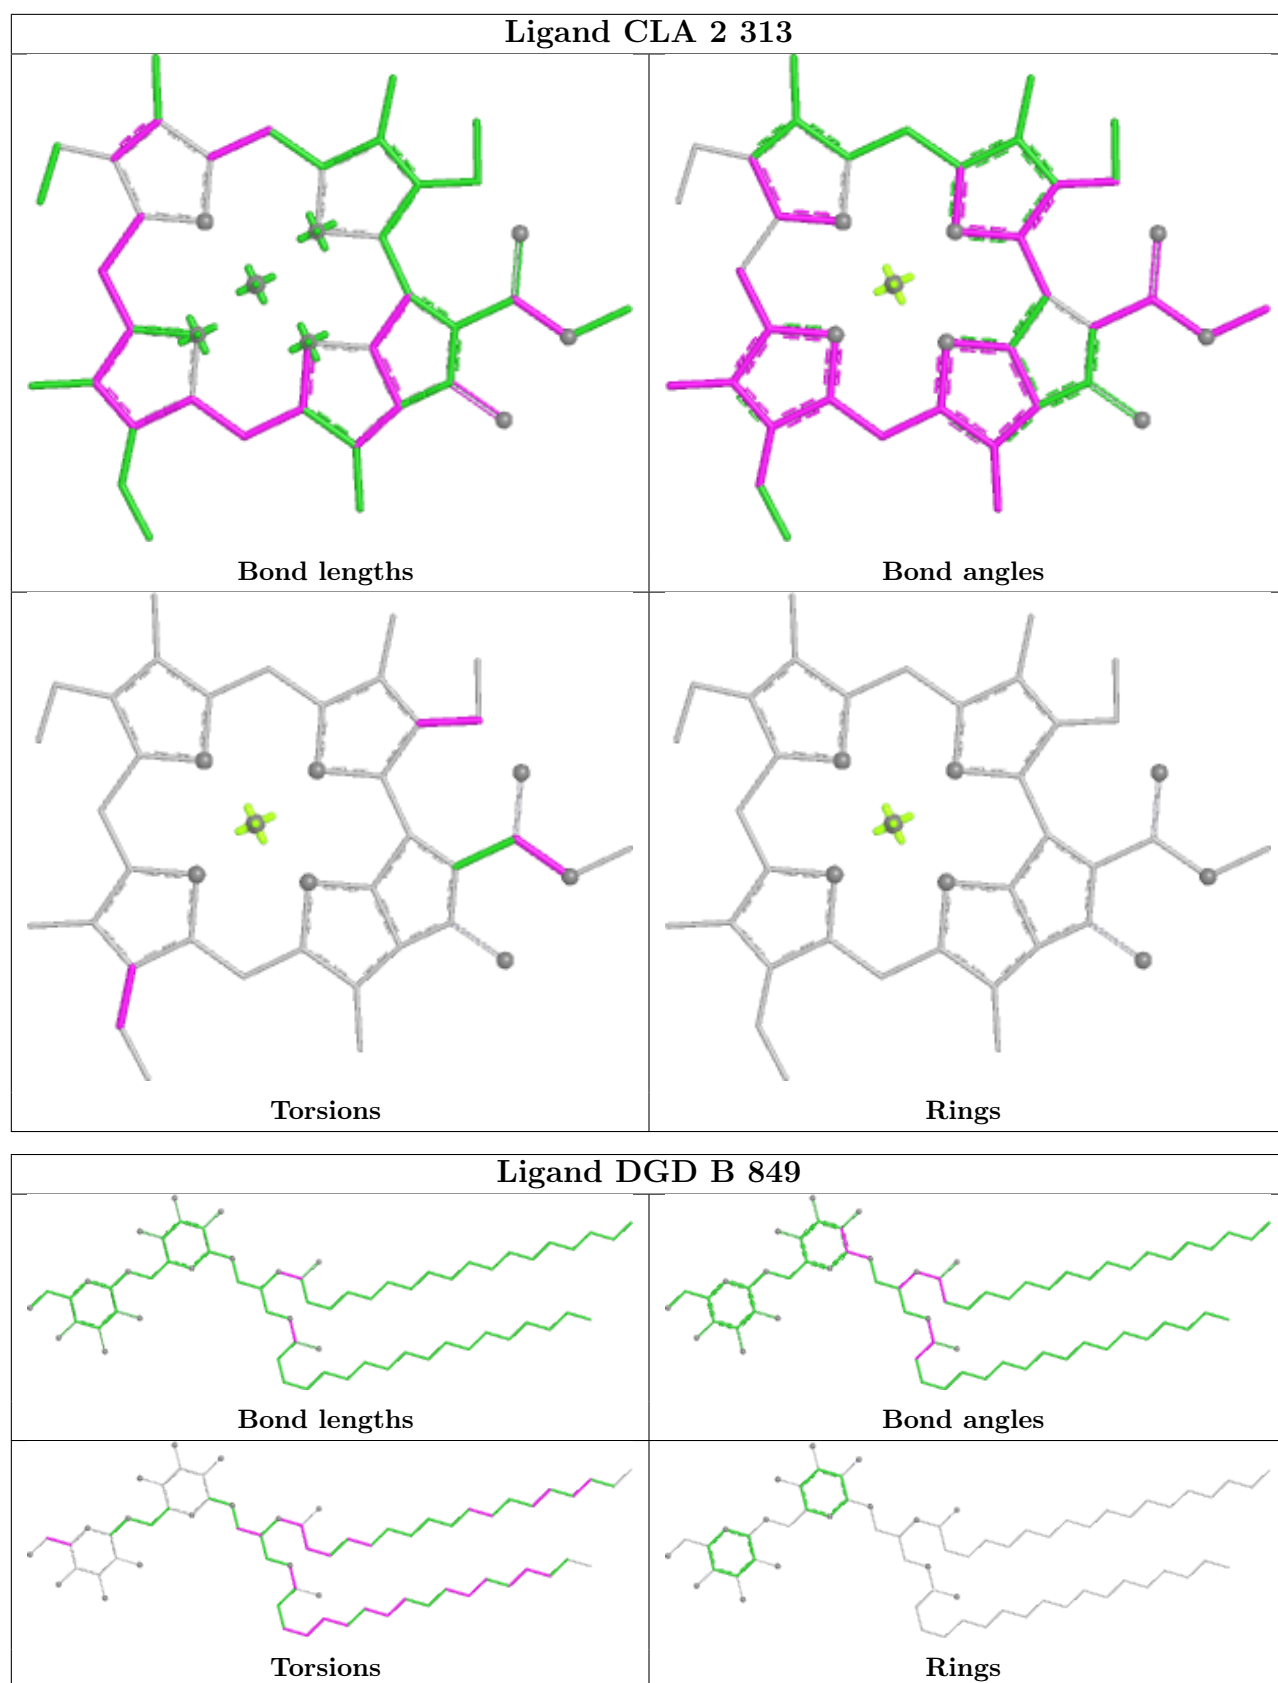 Ligand CLA 2 313
Bond lengths
Bond angles
Torsions
Rings
Ligand DGD B 849
Bond lengths
Bond angles
Torsions
Rings